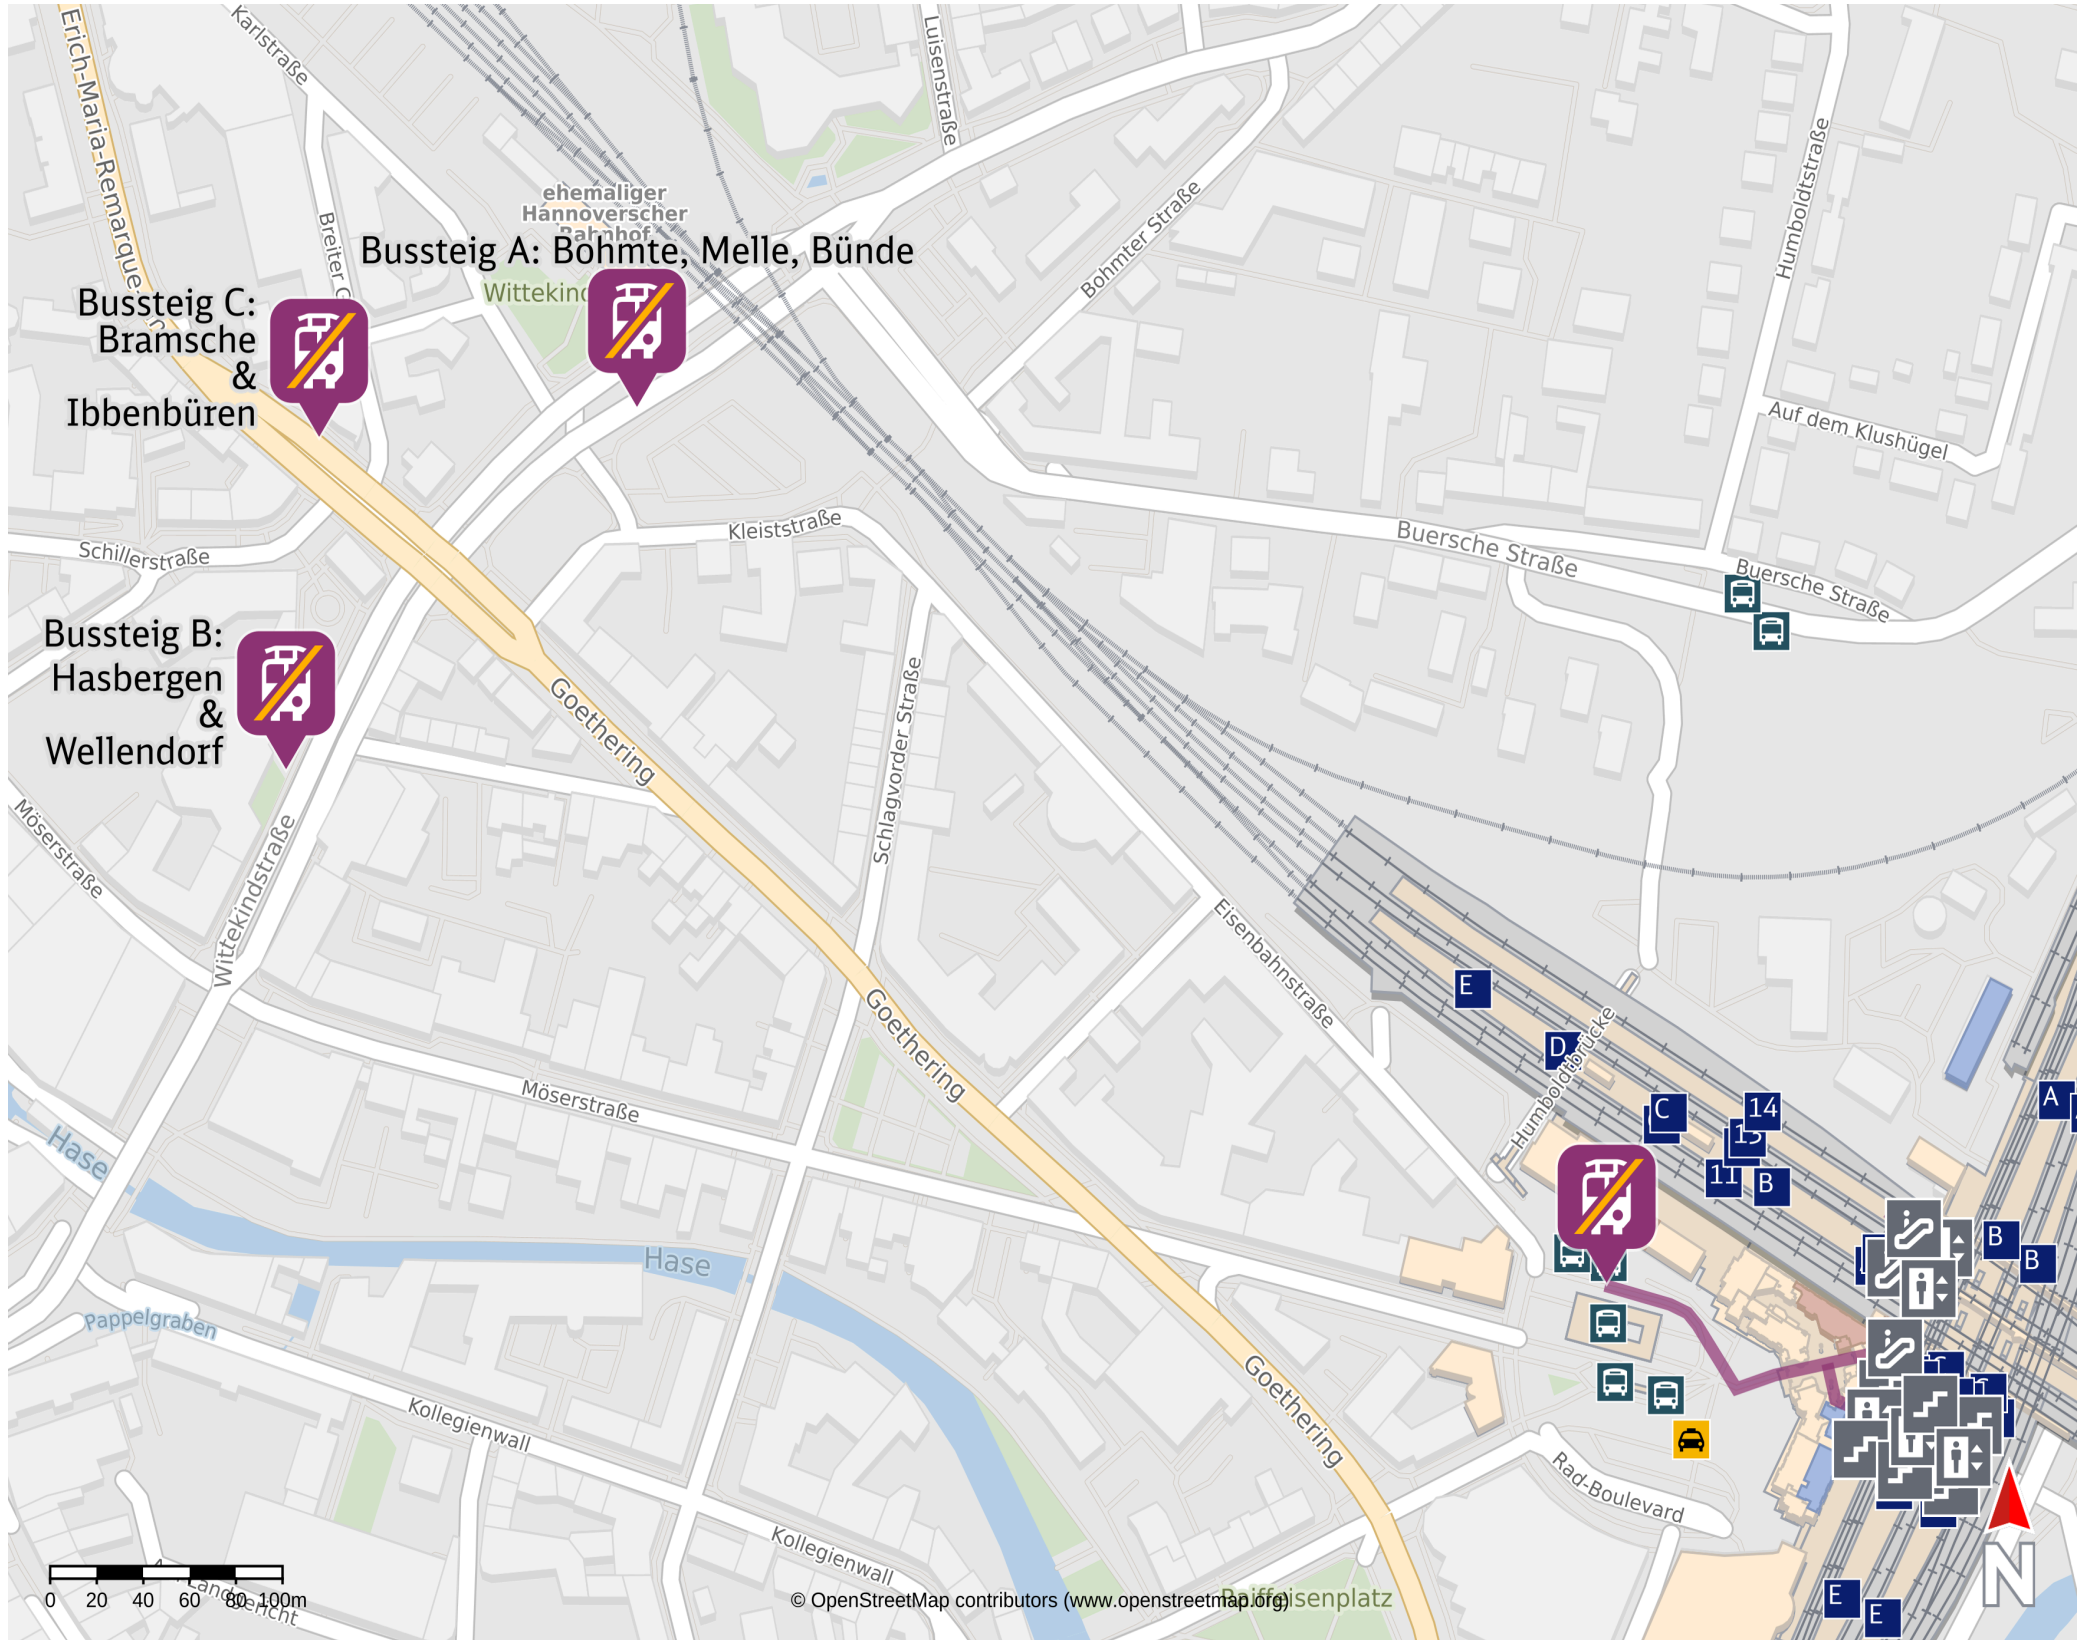 Erich-Maria-Remarque-
Karlstraße
Luisenstraße
Humboldtstraße
Breiter G
ehemaliger
Hannoverscher
Bahnhof
Bohmter Straße
Bussteig A: Bohmte, Melle, Bünde
Wittekind
Bussteig C:
Bramsche
&
Ibbenbüren
Auf dem Klushügel
Schillerstraße
Kleiststraße
Buersche Straße
Buersche Straße
Bussteig B:
Hasbergen
&
Wellendorf
Goethering
Schlagvorder Straße
Möserstraße
Wittekindstraße
Eisenbahnstraße
Goethering
E
D
Humboldtbrücke
C
14
13
11
B
A
Möserstraße
Hase
Hase
B
B
Pappelgraben
Goethering
Kollegienwall
Rad-Boulevard
Kollegienwall
0 20 40 60 80 100m
© OpenStreetMap contributors (www.openstreetmap.org)
Raiffeisenplatz
E
E
N